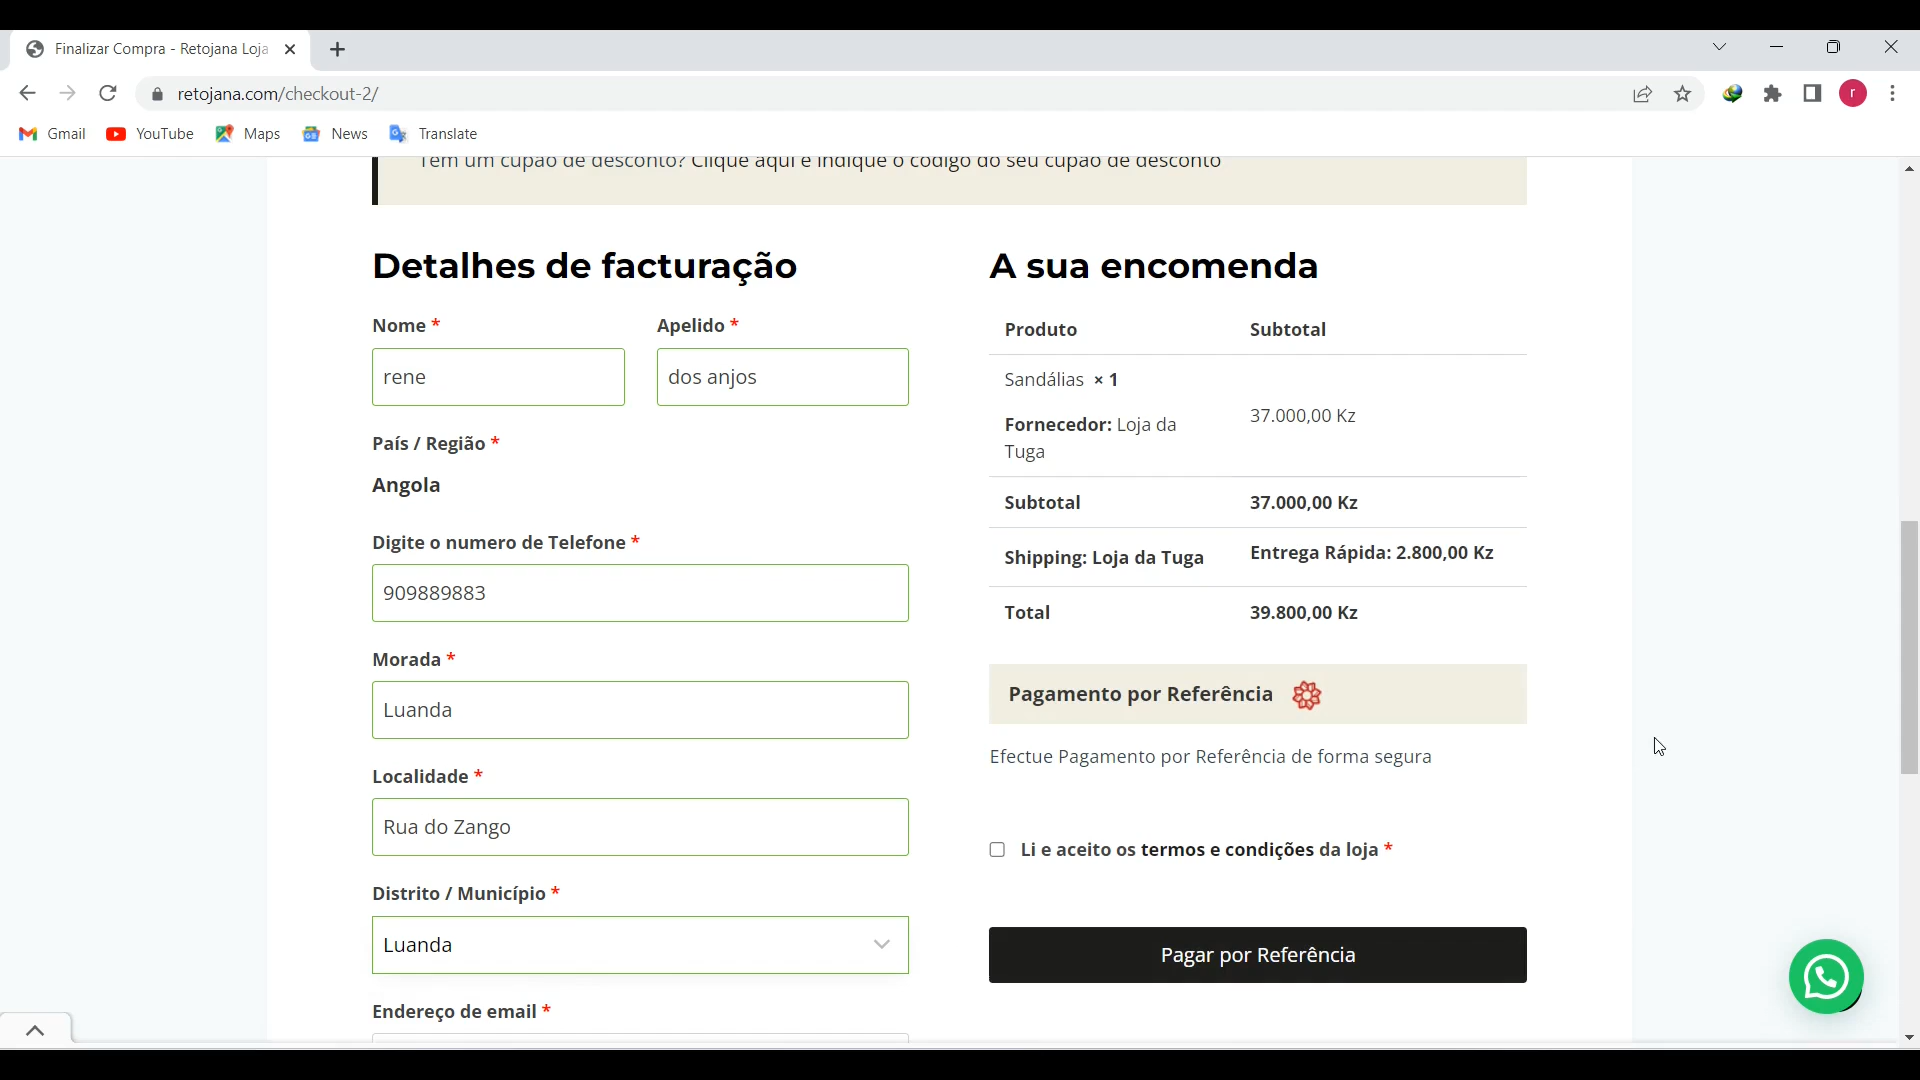 Finalizar Compra - Retojana Loja
retojana.com/checkout-2/
r
Gmail
YouTube
Maps
News
Translate
Tem um cupão de desconto? Clique aqui e indique o código do seu cupão de desconto
Detalhes de facturação
Nome *
Apelido *
rene
dos anjos
País / Região *
Angola
Digite o numero de Telefone *
909889883
Morada *
Luanda
Localidade *
Rua do Zango
Distrito / Município *
Luanda
Endereço de email *
A sua encomenda
Produto
Subtotal
Sandálias × 1
Fornecedor: Loja da
Tuga
37.000,00 Kz
Subtotal
37.000,00 Kz
Shipping: Loja da Tuga
Entrega Rápida: 2.800,00 Kz
Total
39.800,00 Kz
Pagamento por Referência
Efectue Pagamento por Referência de forma segura
Li e aceito os termos e condições da loja *
Pagar por Referência